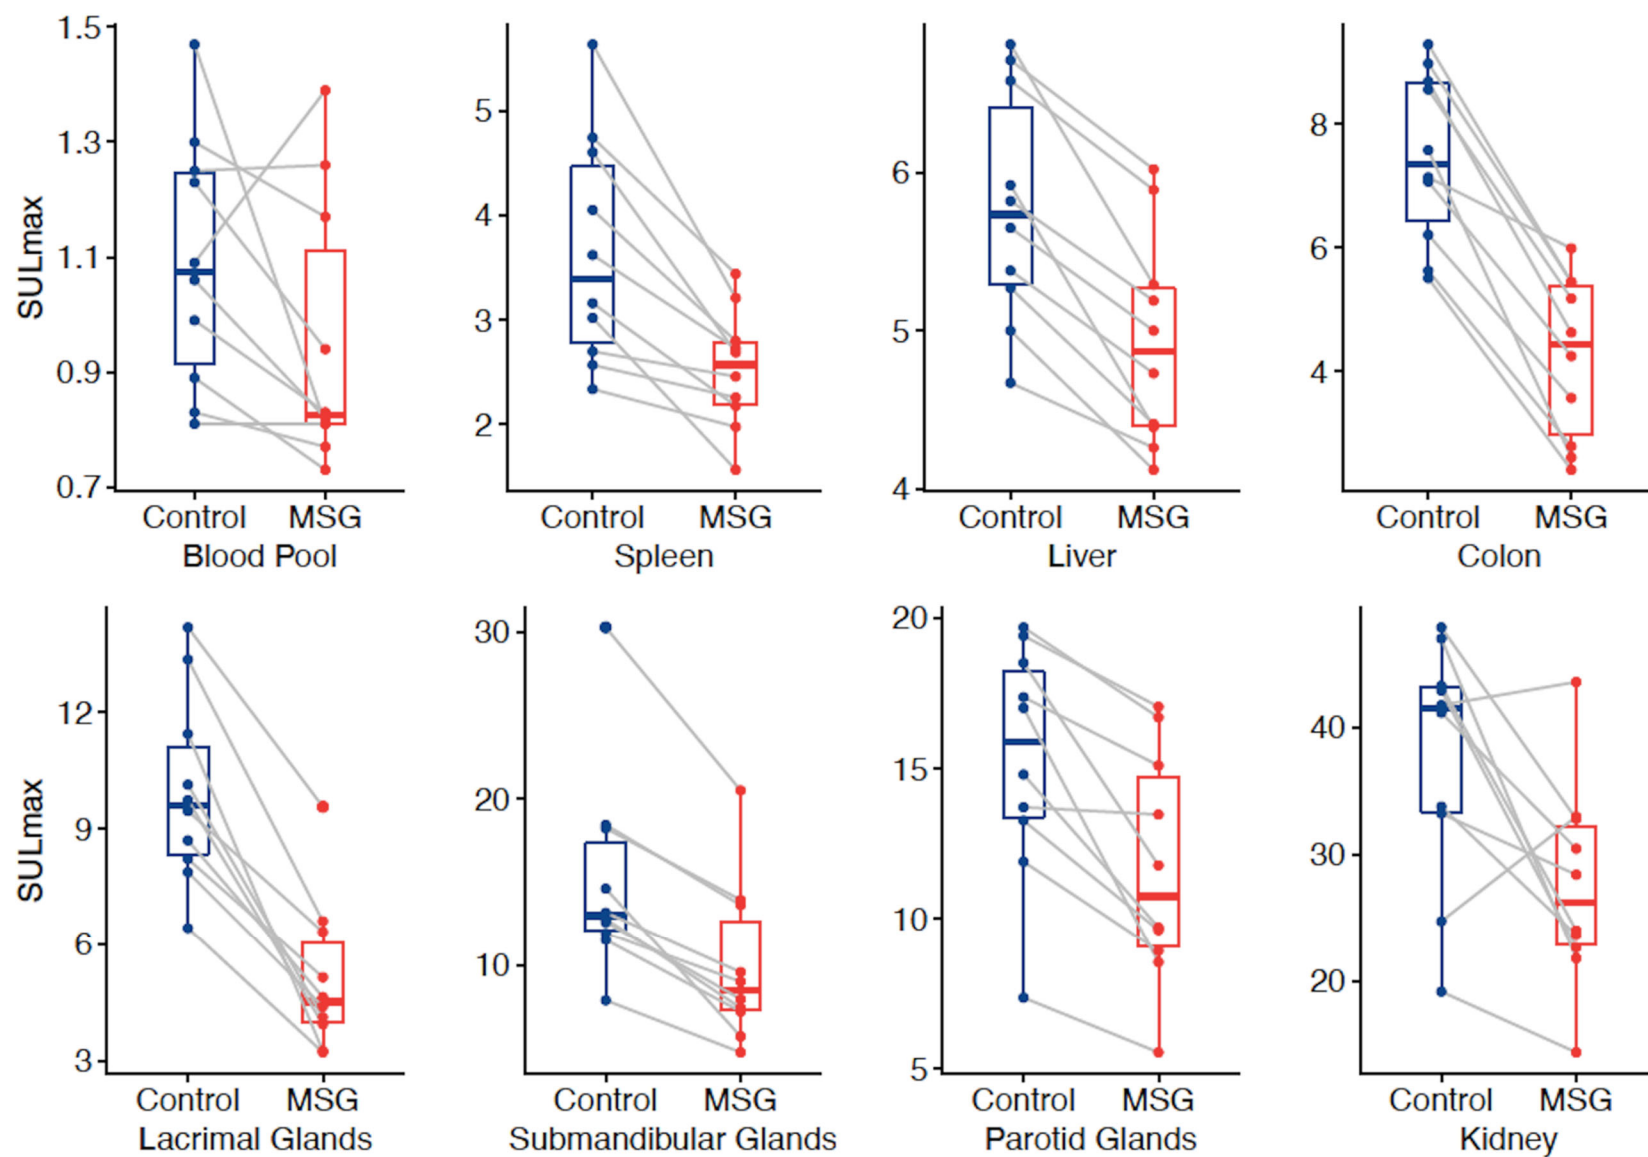 SULmax
1.5
1.3
1.1
0.9
0.7
Control MSG
Blood Pool
5
4
3
2
Control MSG
Spleen
6
5
4
Control MSG
Liver
8
6
4
Control MSG
Colon
SULmax
12
9
6
3
Control MSG
Lacrimal Glands
30
20
10
Control MSG
Submandibular Glands
20
15
10
5
Control MSG
Parotid Glands
40
30
20
Control MSG
Kidney